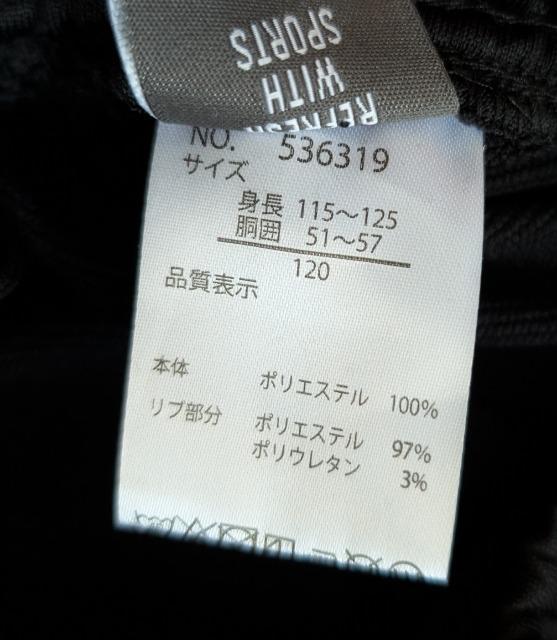 REFRESH
WITH
SPORTS
NO. 536319
サイズ
身長 115〜125
胴囲 51〜57
120
品質表示
本体 ポリエステル 100%
リブ部分 ポリエステル 97%
ポリウレタン 3%